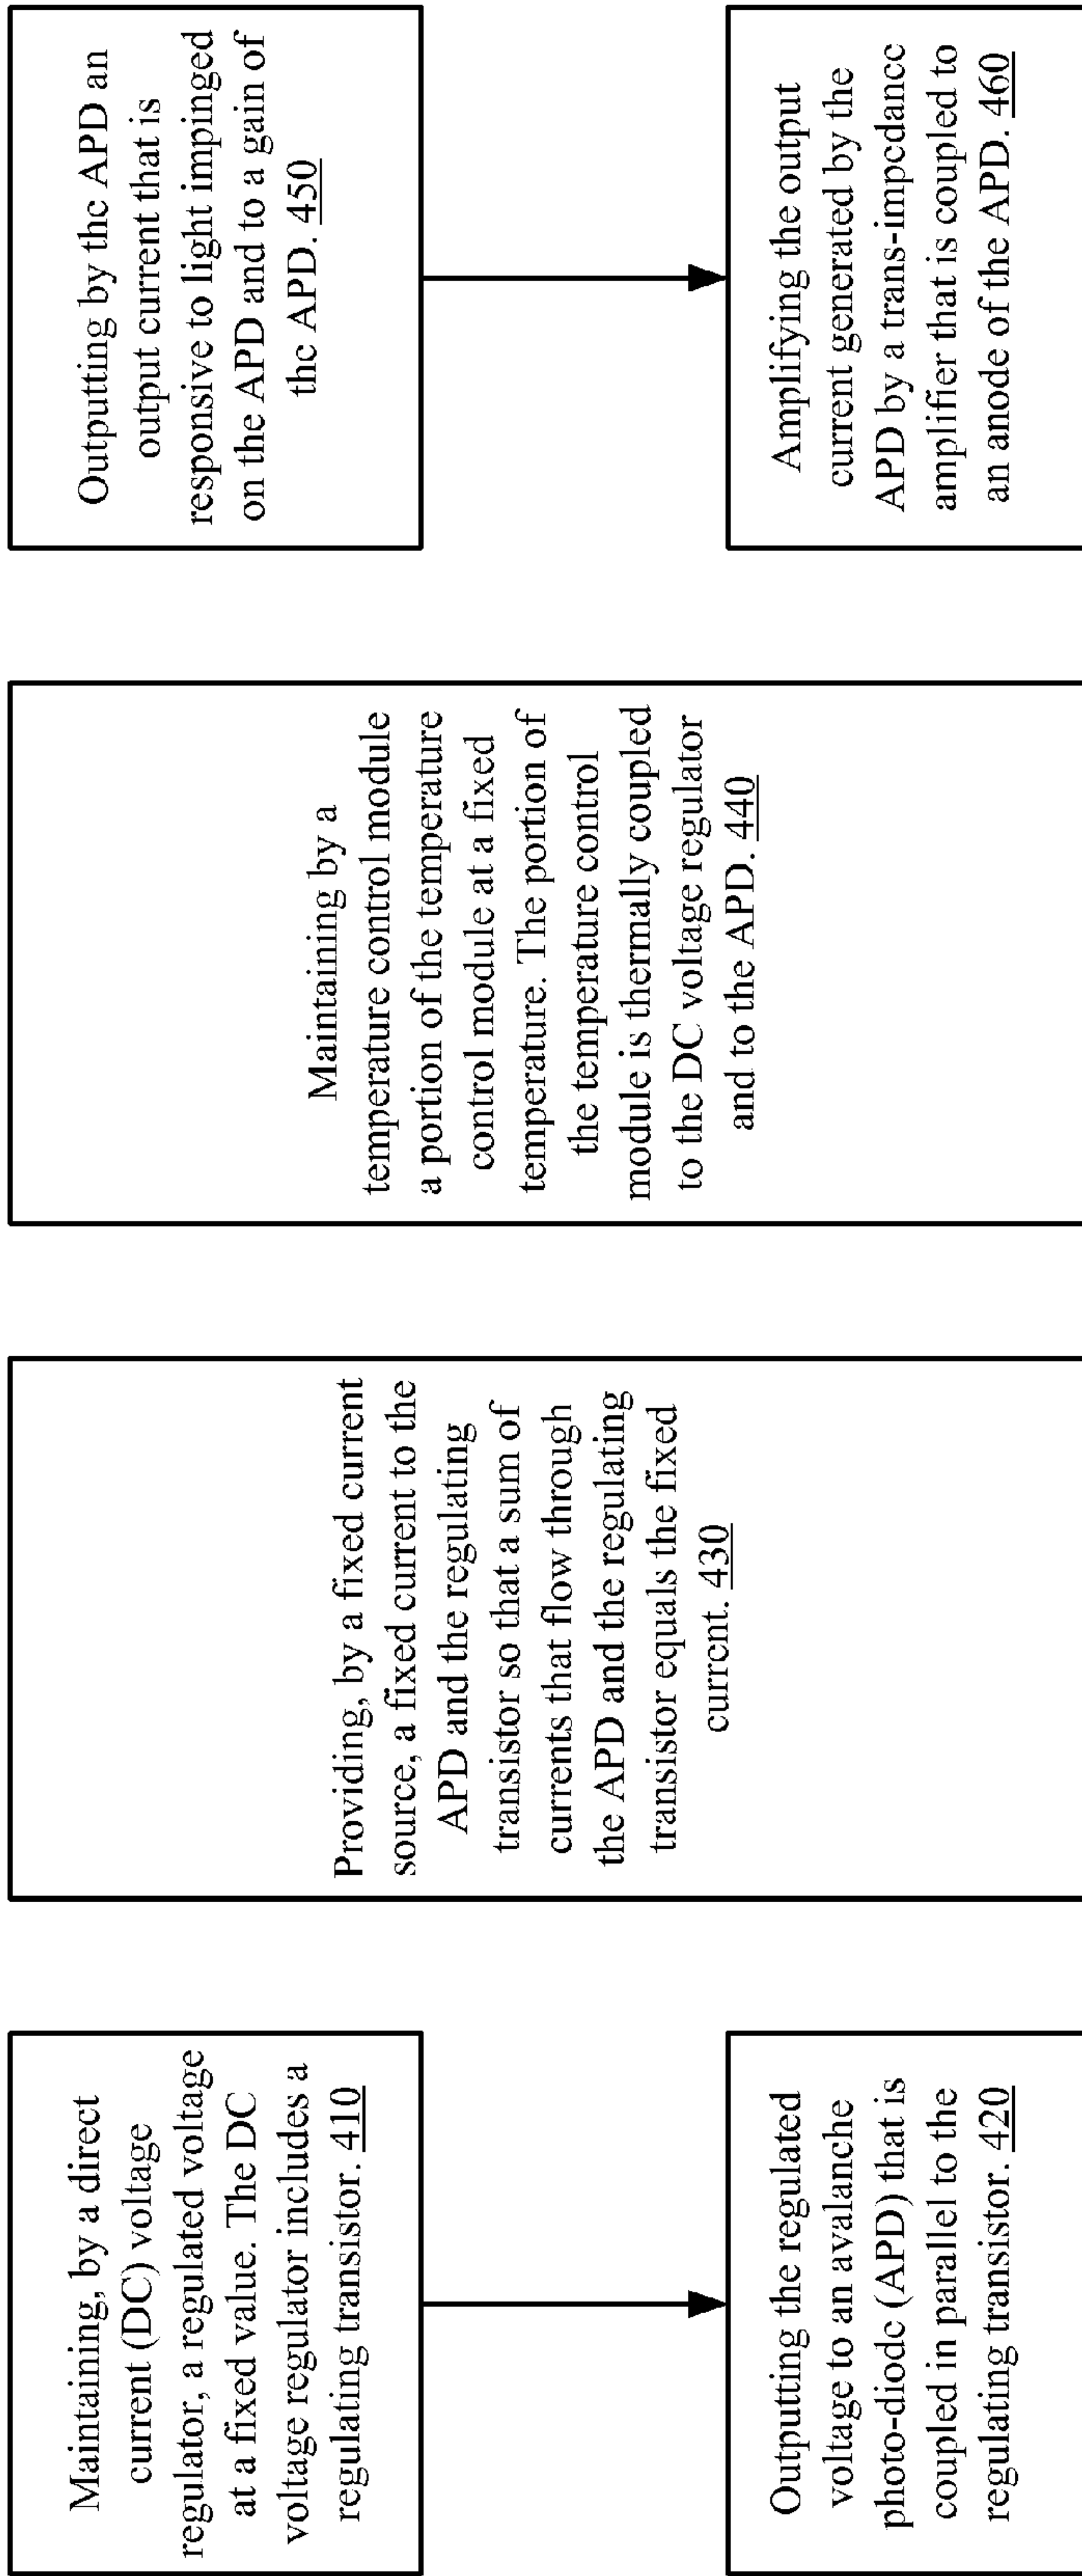 Maintaining, by a direct
current (DC) voltage
regulator, a regulated voltage
at a fixed value. The DC
voltage regulator includes a
regulating transistor. 410
Outputting the regulated
voltage to an avalanche
photo-diode (APD) that is
coupled in parallel to the
regulating transistor. 420
Providing, by a fixed current
source, a fixed current to the
APD and the regulating
transistor so that a sum of
currents that flow through
the APD and the regulating
transistor equals the fixed
current. 430
Maintaining by a
temperature control module
a portion of the temperature
control module at a fixed
temperature. The portion of
the temperature control
module is thermally coupled
to the DC voltage regulator
and to the APD. 440
Outputting by the APD an
output current that is
responsive to light impinged
on the APD and to a gain of
the APD. 450
Amplifying the output
current generated by the
APD by a trans-impedance
amplifier that is coupled to
an anode of the APD. 460